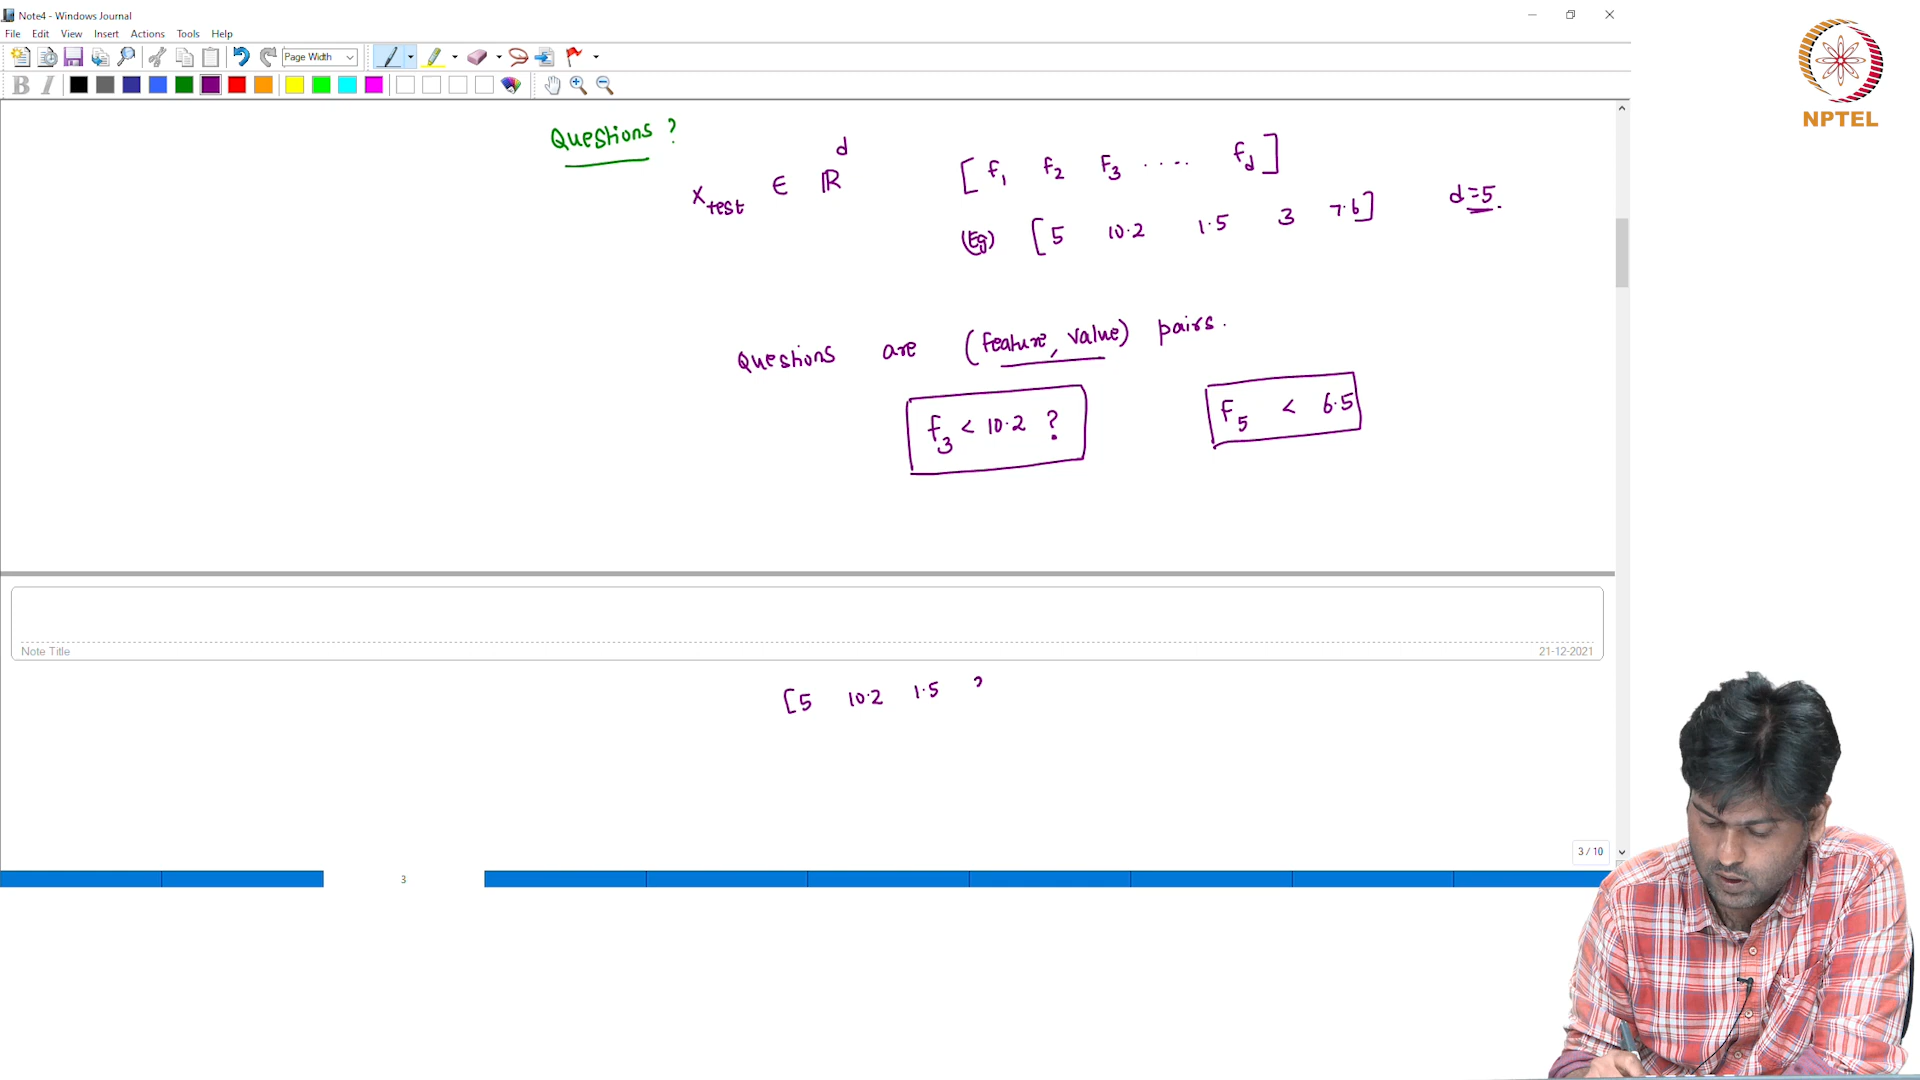 Note4 - Windows Journal
File Edit View Insert Actions Tools Help
Page Width
B I
NPTEL
Questions ?
x test ∈ ℝ d [ f1 f2 f3 ..... fd ]
(Eg) [ 5 10.2 1.5 3 7.6 ] d=5.
Questions are (feature, value) pairs.
f3 < 10.2 ? f5 < 6.5
Note Title 21-12-2021
[ 5 10.2 1.5
3 / 10
3